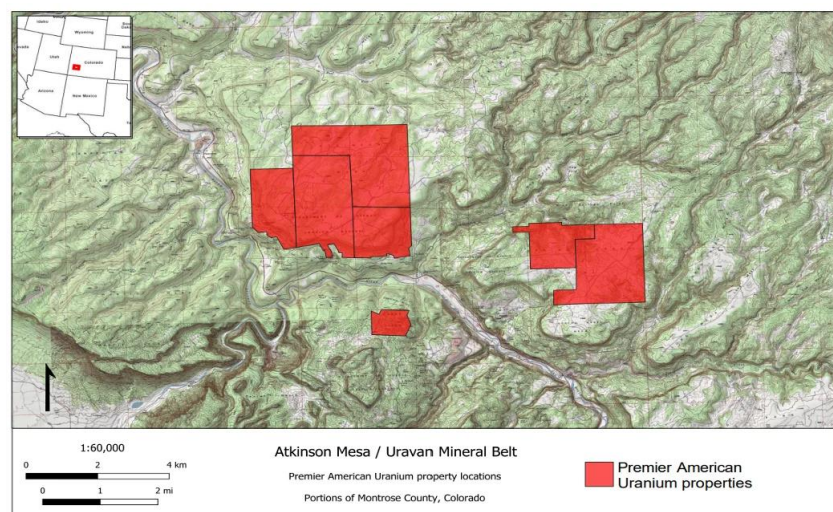 Idaho
Wyoming
Utah
Colorado
Arizona
New Mexico
1:60,000
0 2 4 km
0 1 2 mi
Atkinson Mesa / Uravan Mineral Belt
Premier American Uranium property locations
Portions of Montrose County, Colorado
Premier American
Uranium properties